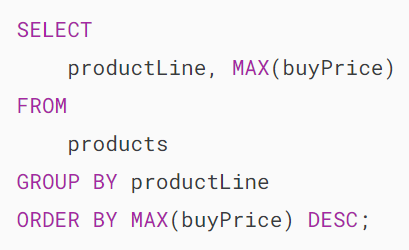 SELECT
    productLine, MAX(buyPrice)
FROM
    products
GROUP BY productLine
ORDER BY MAX(buyPrice) DESC;